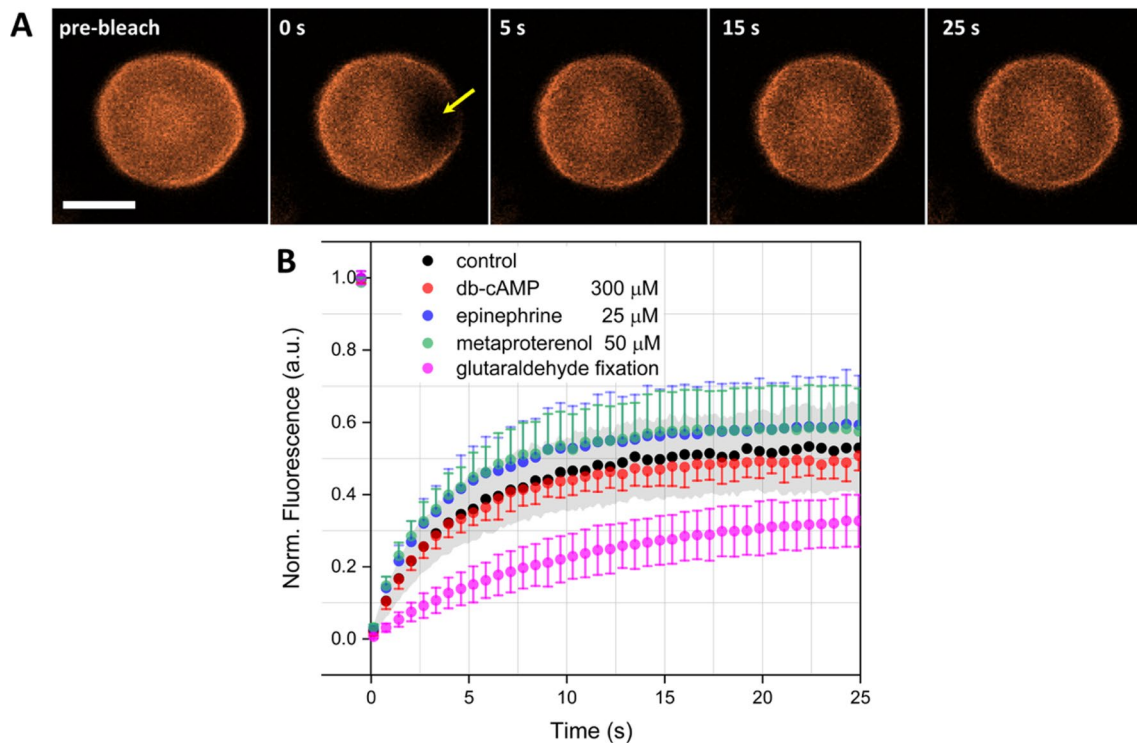 A
pre-bleach
0 s
5 s
15 s
25 s
B
control
db-cAMP 300 μM
epinephrine 25 μM
metaproterenol 50 μM
glutaraldehyde fixation
Norm. Fluorescence (a.u.)
1.0
0.8
0.6
0.4
0.2
0.0
0 5 10 15 20 25
Time (s)